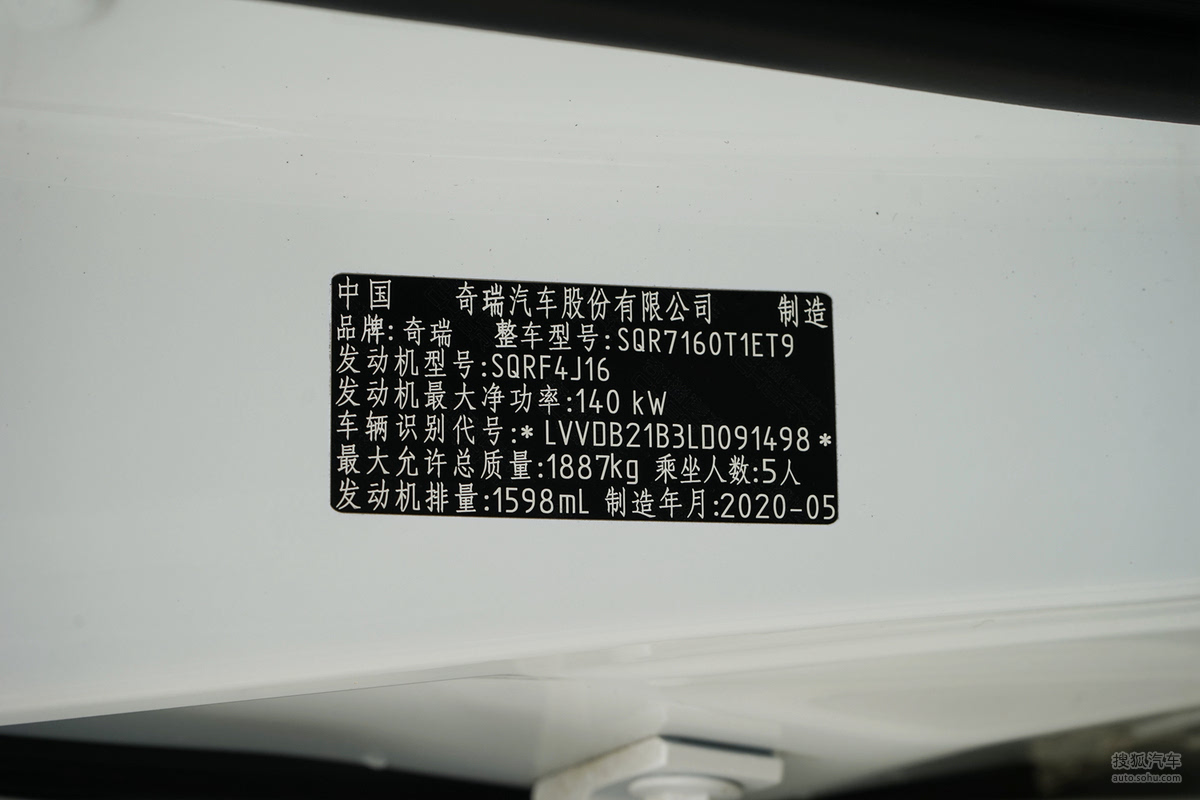 中国 奇瑞汽车股份有限公司 制造
品牌:奇瑞 整车型号:SQR7160T1ET9
发动机型号:SQRF4J16
发动机最大净功率:140 kW
车辆识别代号:*LVVDB21B3LD091498*
最大允许总质量:1887kg 乘坐人数:5人
发动机排量:1598mL 制造年月:2020-05
搜狐汽车
auto.sohu.com